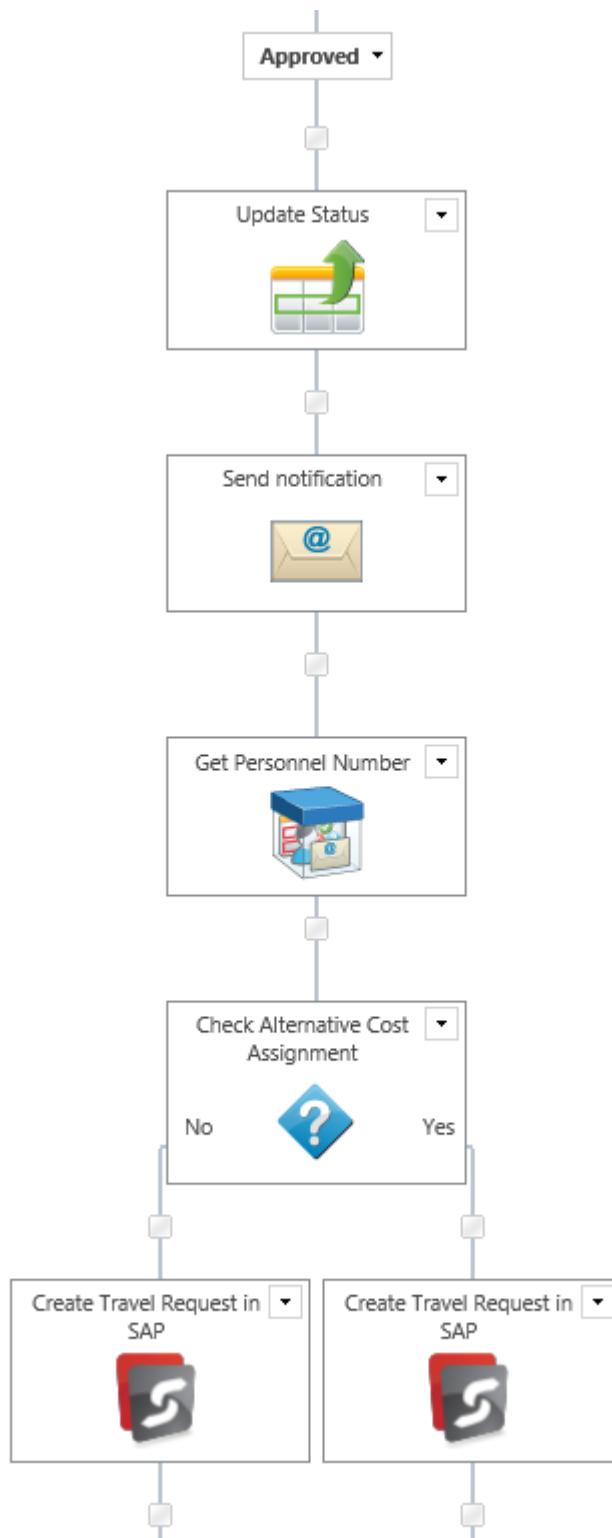 Approved
Update Status
Send notification
@
Get Personnel Number
@
Check Alternative Cost
Assignment
?
No
Yes
Create Travel Request in
SAP
Create Travel Request in
SAP